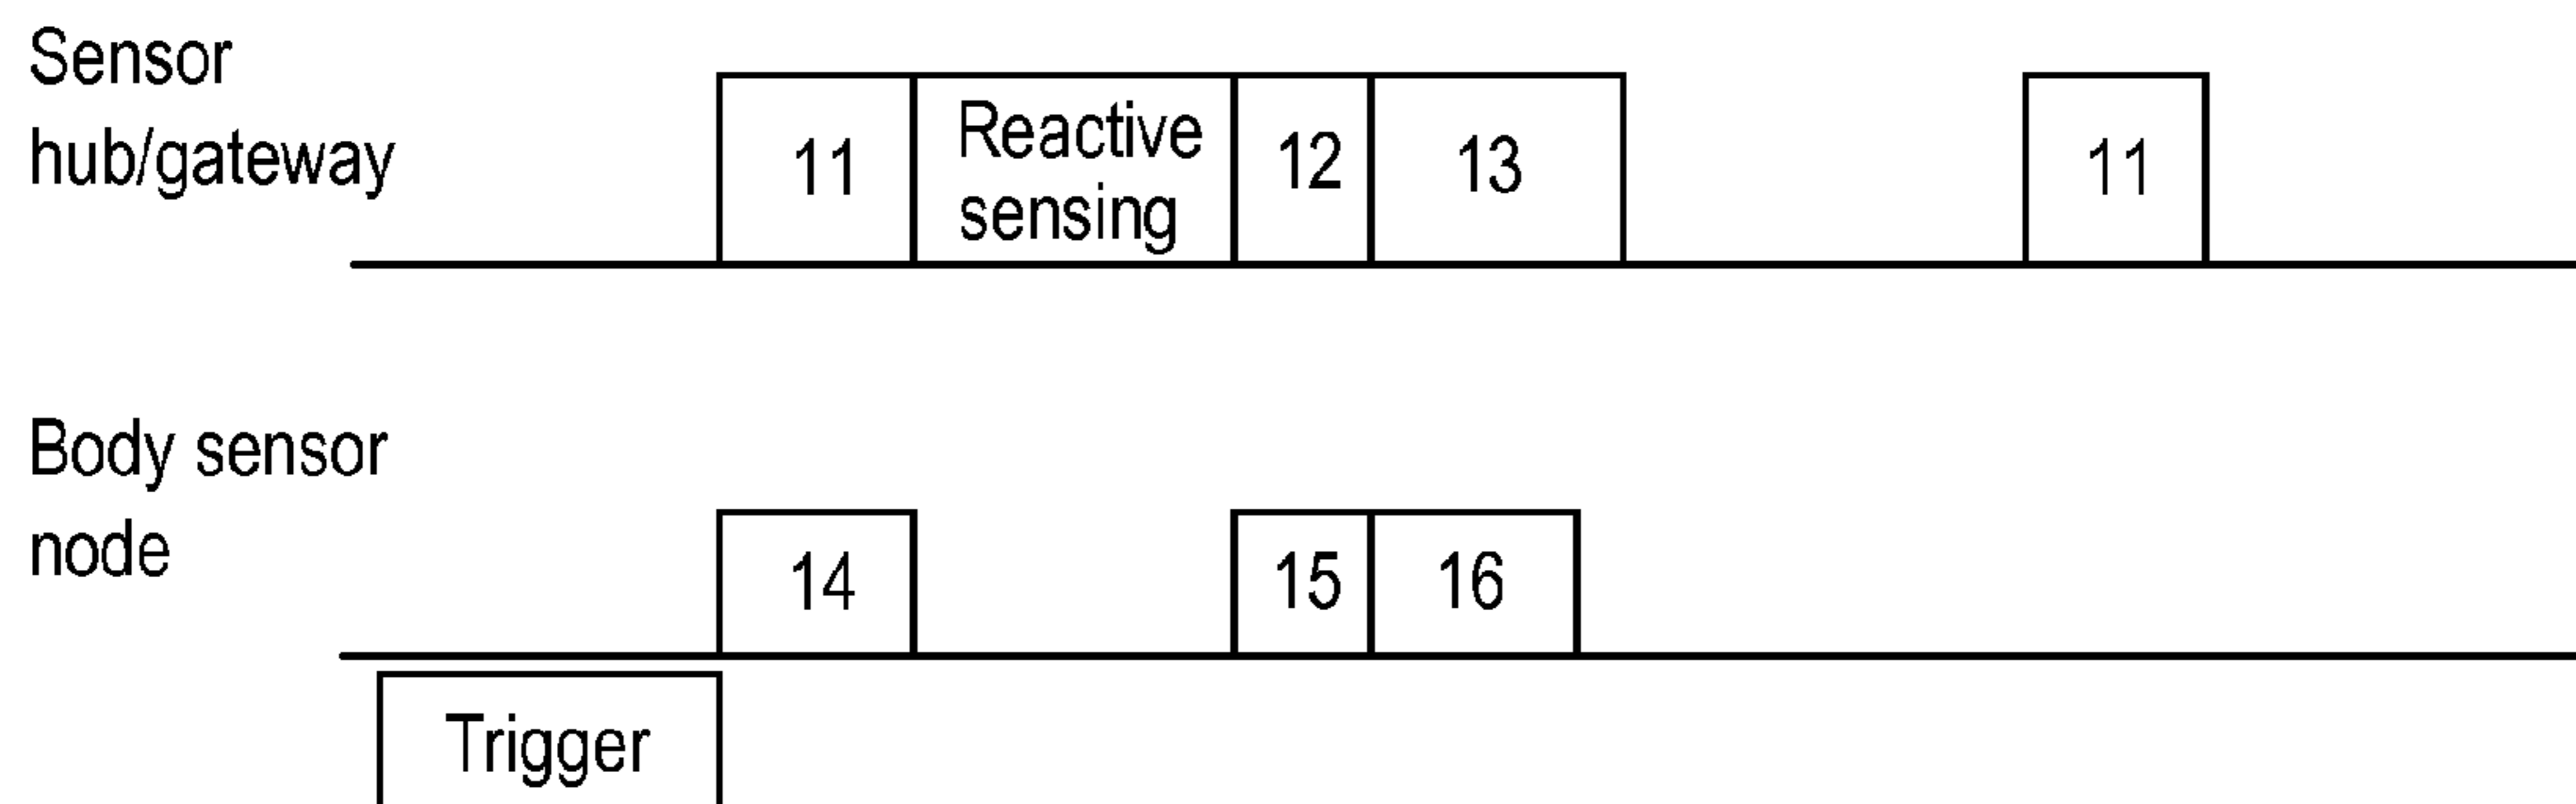 Sensor
hub/gateway
11
Reactive
sensing
12
13
11
Body sensor
node
14
15
16
Trigger